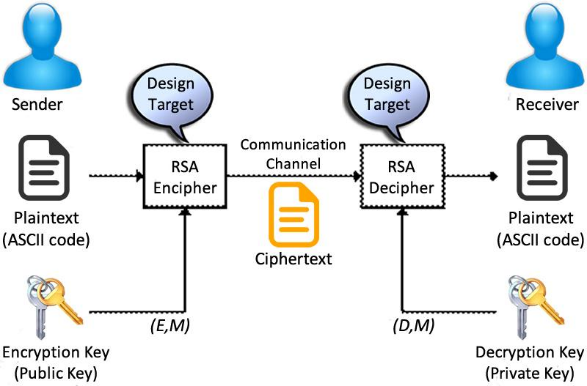 Sender
Design
Target
Design
Target
Receiver
Plaintext
(ASCII code)
RSA
Encipher
Communication
Channel
Ciphertext
RSA
Decipher
Plaintext
(ASCII code)
Encryption Key
(Public Key)
(E,M)
(D,M)
Decryption Key
(Private Key)